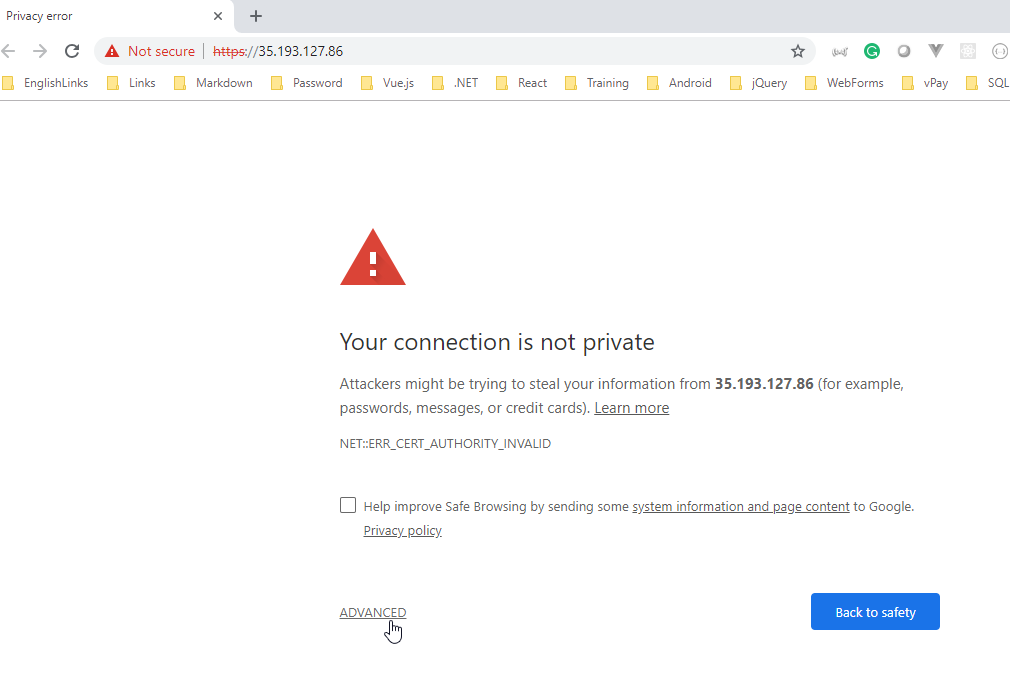 Privacy error
Not secure | https://35.193.127.86
EnglishLinks Links Markdown Password Vue.js .NET React Training Android jQuery WebForms vPay SQL
Your connection is not private
Attackers might be trying to steal your information from 35.193.127.86 (for example,
passwords, messages, or credit cards). Learn more
NET::ERR_CERT_AUTHORITY_INVALID
Help improve Safe Browsing by sending some system information and page content to Google.
Privacy policy
ADVANCED
Back to safety